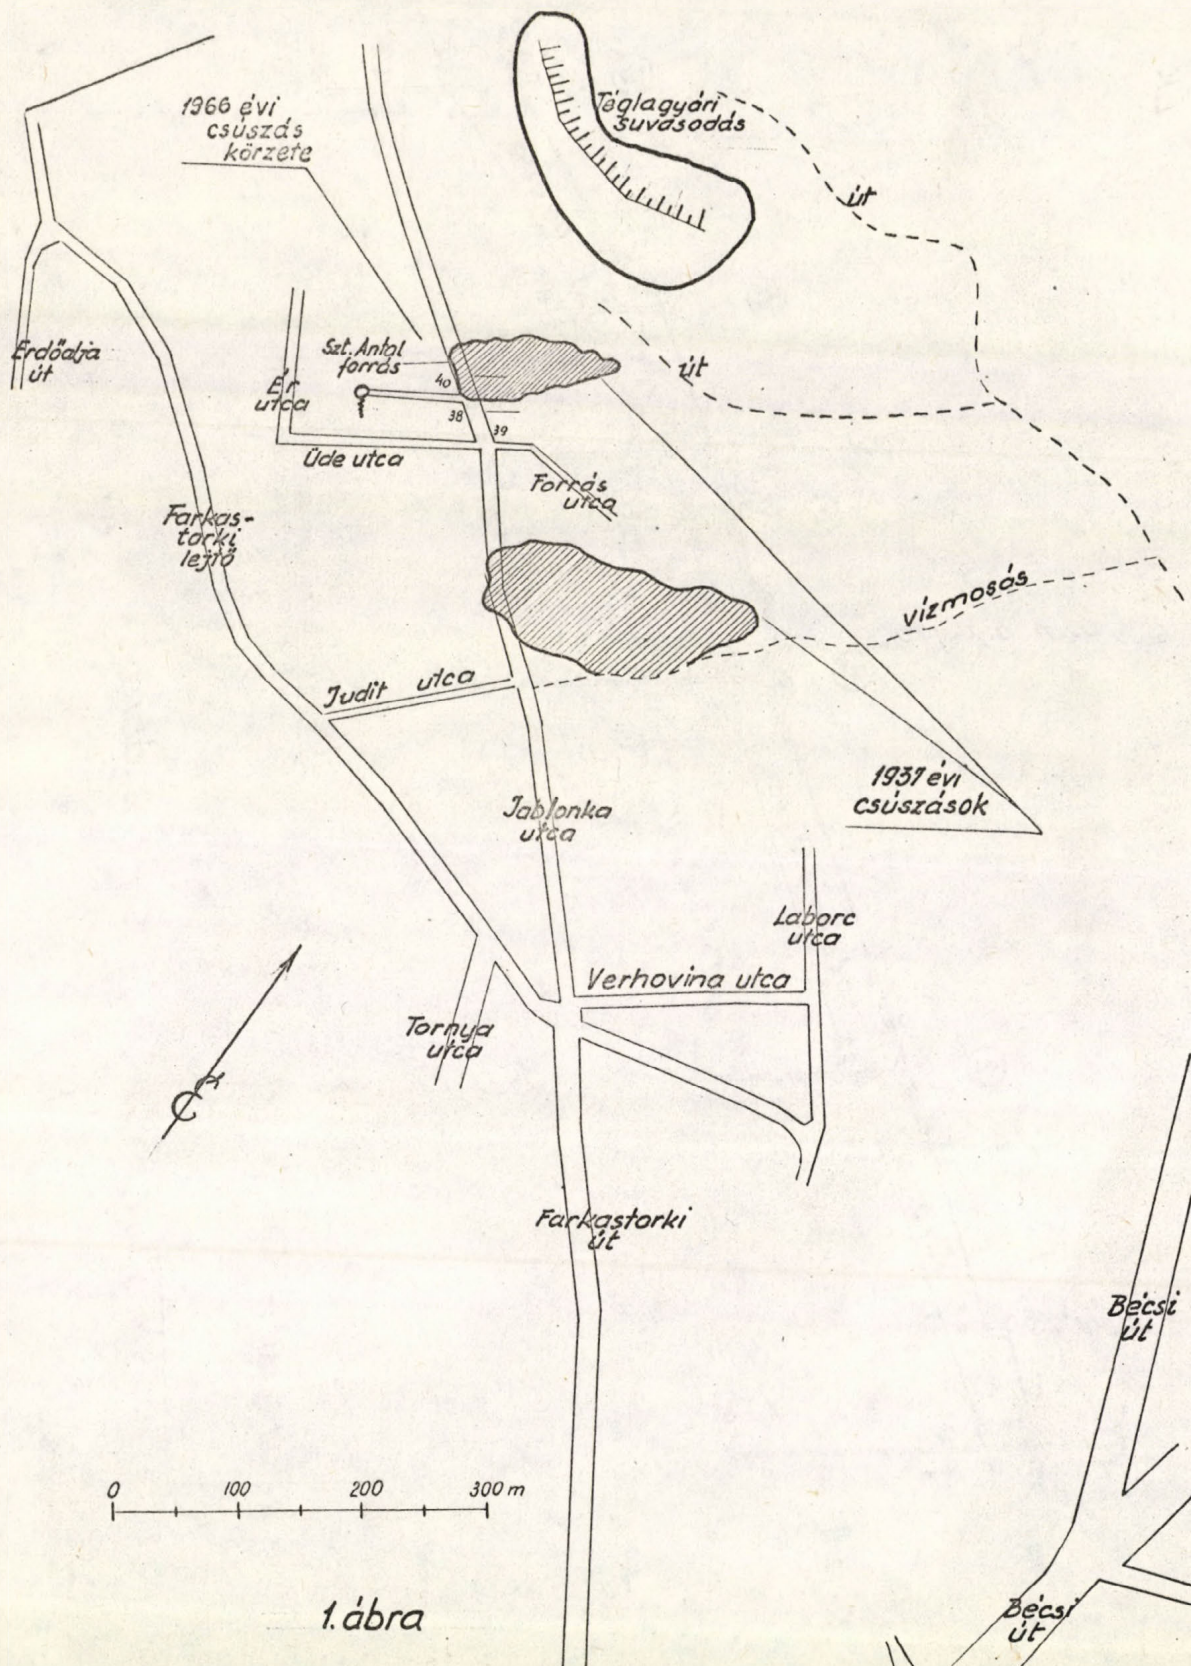 1966 évi
csúszás
körzete
Téglagyári
suvasodás
út
út
Erdőalja
út
Ér
utca
Szt. Antal
forrás
40
38
39
Üde utca
Forrás
utca
Farkas-
torki
lejtő
vízmosás
Judit utca
1937 évi
csúszások
Jablonka
utca
Laborc
utca
Verhovina utca
Tornya
utca
Farkastorki
út
Bécsi
út
0 100 200 300 m
Bécsi
út
1. ábra